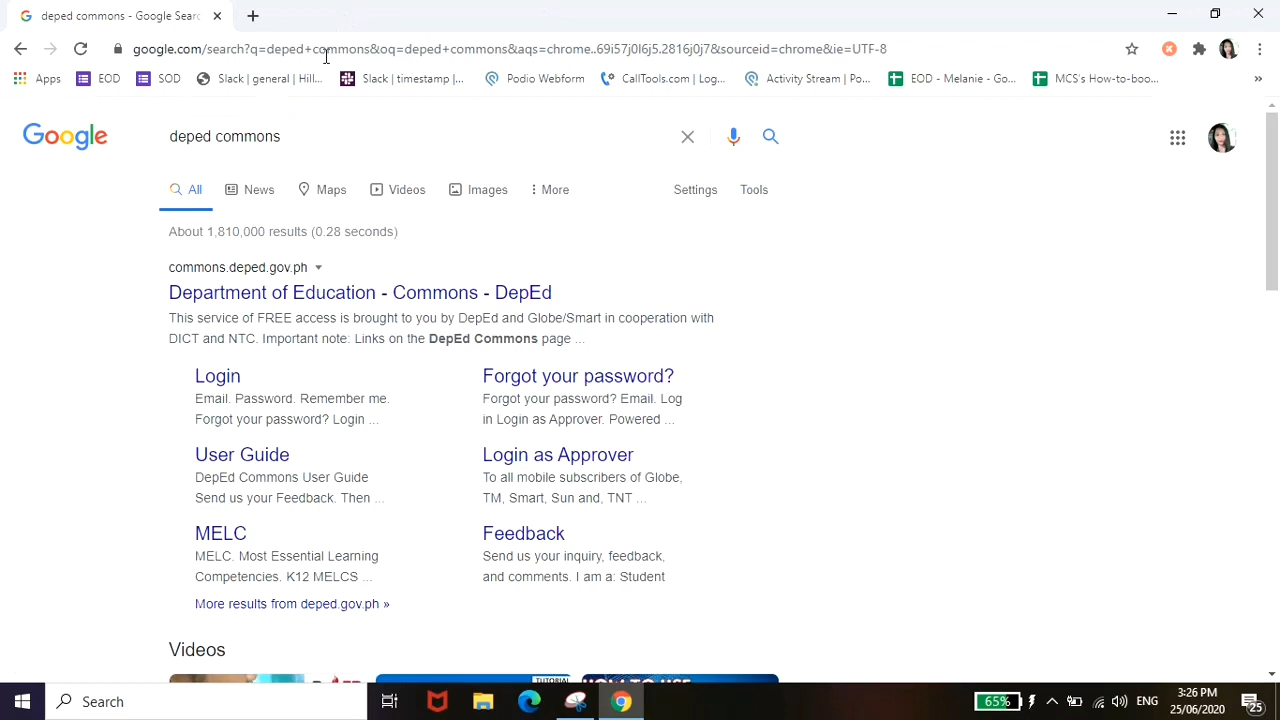 deped commons - Google Searc
google.com/search?q=deped+commons&oq=deped+commons&aqs=chrome..69i57j0l6j5.2816j0j7&sourceid=chrome&ie=UTF-8
Apps EOD SOD Slack | general | Hill... Slack | timestamp |... Podio Webform CallTools.com | Log... Activity Stream | Po... EOD - Melanie - Go... MCS's How-to-boo... »
Google deped commons
All News Maps Videos Images More Settings Tools
About 1,810,000 results (0.28 seconds)
commons.deped.gov.ph
Department of Education - Commons - DepEd
This service of FREE access is brought to you by DepEd and Globe/Smart in cooperation with
DICT and NTC. Important note: Links on the DepEd Commons page ...
Login
Email. Password. Remember me.
Forgot your password? Login ...
Forgot your password?
Forgot your password? Email. Log
in Login as Approver. Powered ...
User Guide
DepEd Commons User Guide
Send us your Feedback. Then ...
Login as Approver
To all mobile subscribers of Globe,
TM, Smart, Sun and, TNT ...
MELC
MELC. Most Essential Learning
Competencies. K12 MELCS ...
Feedback
Send us your inquiry, feedback,
and comments. I am a: Student
More results from deped.gov.ph »
Videos
TUTORIAL
HOW TO USE
Search
65%
ENG
3:26 PM
25/06/2020
25